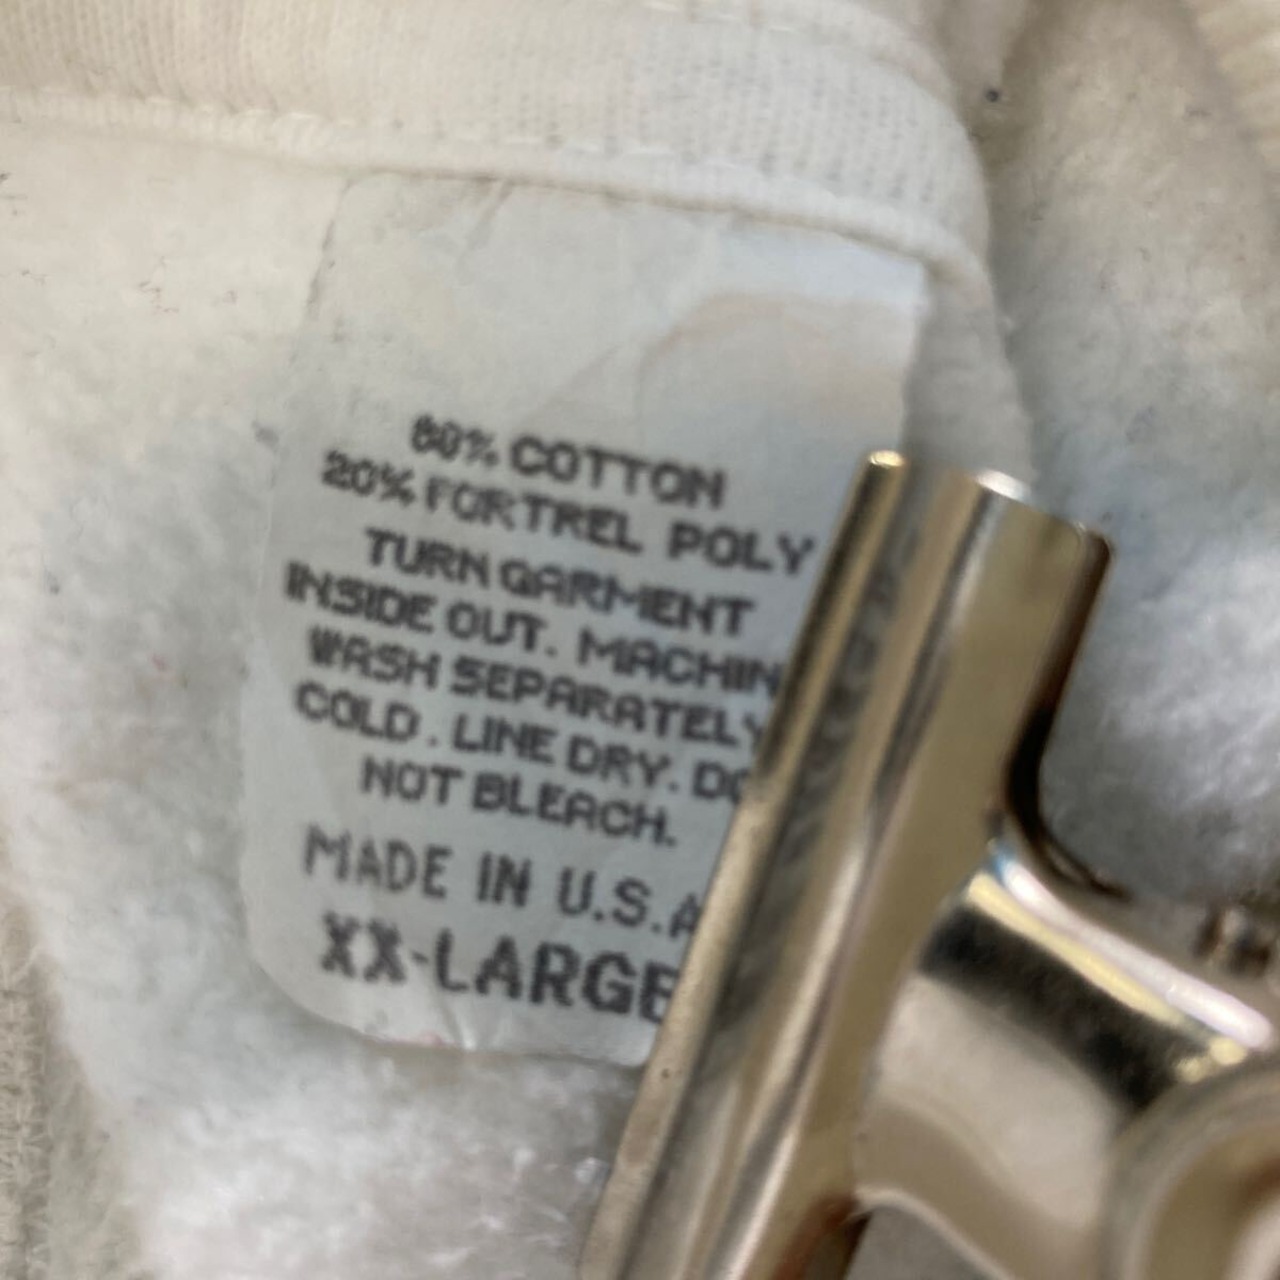 80% COTTON
20% FORTREL POLY
TURN GARMENT
INSIDE OUT. MACHIN
WASH SEPARATELY
COLD. LINE DRY. DO
NOT BLEACH.
MADE IN U.S.A
XX-LARGE